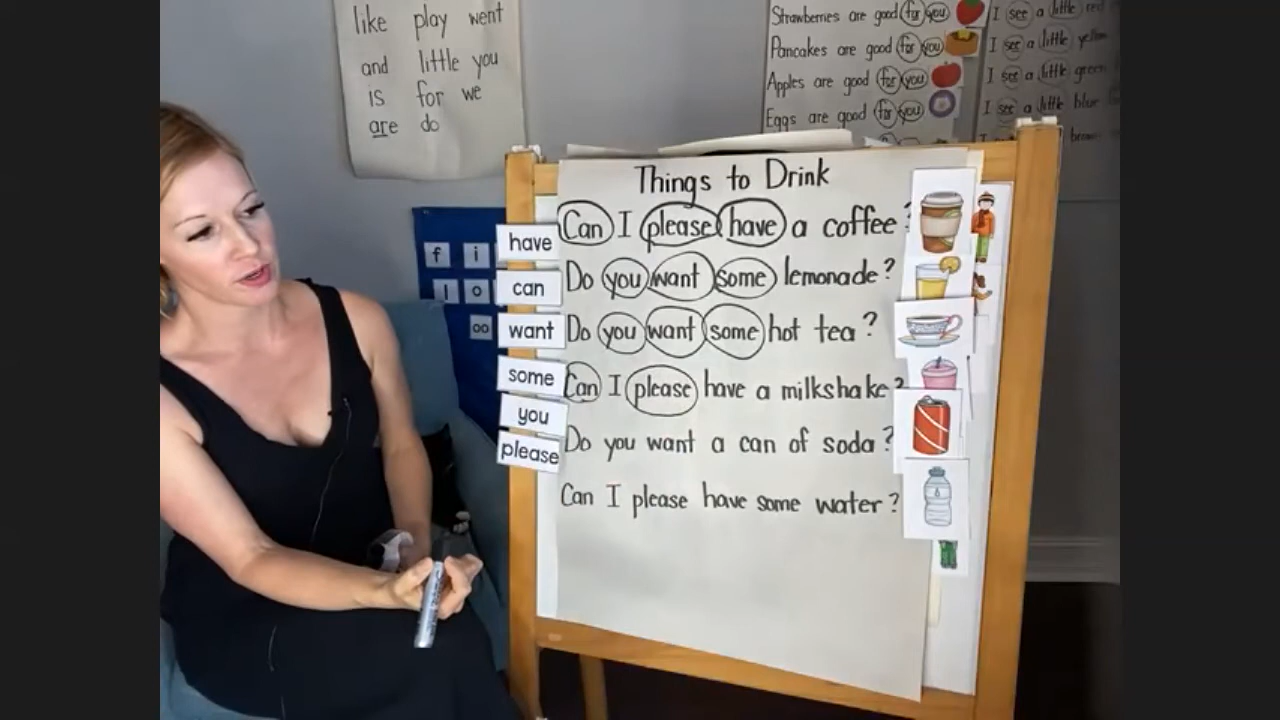 like play went
and little you
is for we
are do
Strawberries are good for you
Pancakes are good for you
Apples are good for you
Eggs are good for you
I see a little red
I see a little yellow
I see a little green
I see a little blue
brown
f i
l o
oo
have
can
want
some
you
please
Things to Drink
Can I please have a coffee?
Do you want some lemonade?
Do you want some hot tea?
Can I please have a milkshake?
Do you want a can of soda?
Can I please have some water?